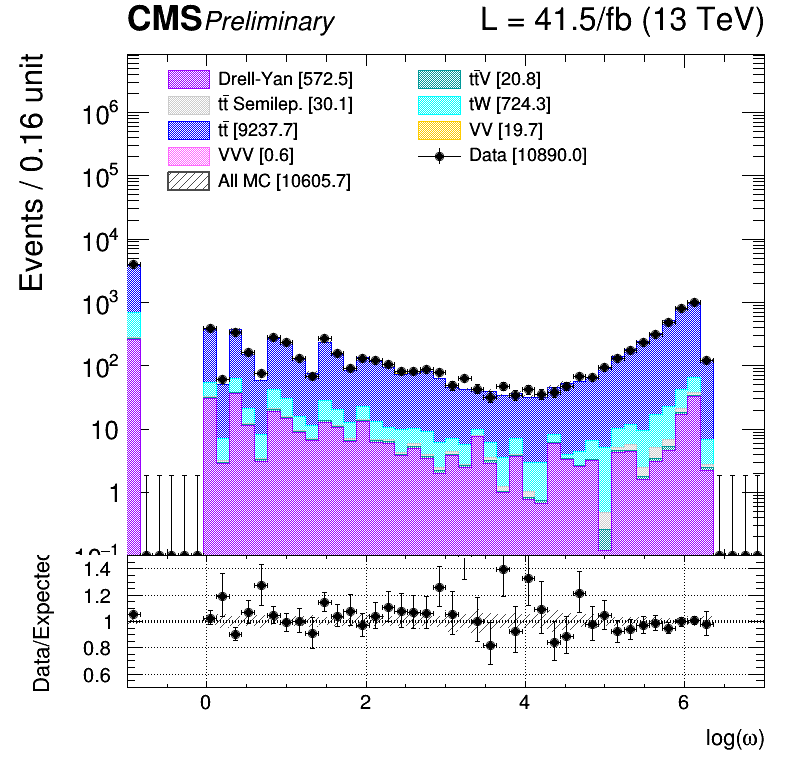 CMS Preliminary L = 41.5/fb (13 TeV)
Events / 0.16 unit
Drell-Yan [572.5]
tt̄ Semilep. [30.1]
tt̄ [9237.7]
VVV [0.6]
All MC [10605.7]
tt̄V [20.8]
tW [724.3]
VV [19.7]
Data [10890.0]
10⁶
10⁵
10⁴
10³
10²
10
1
10⁻¹
Data/Expected
1.4
1.2
1
0.8
0.6
0 2 4 6
log(ω)